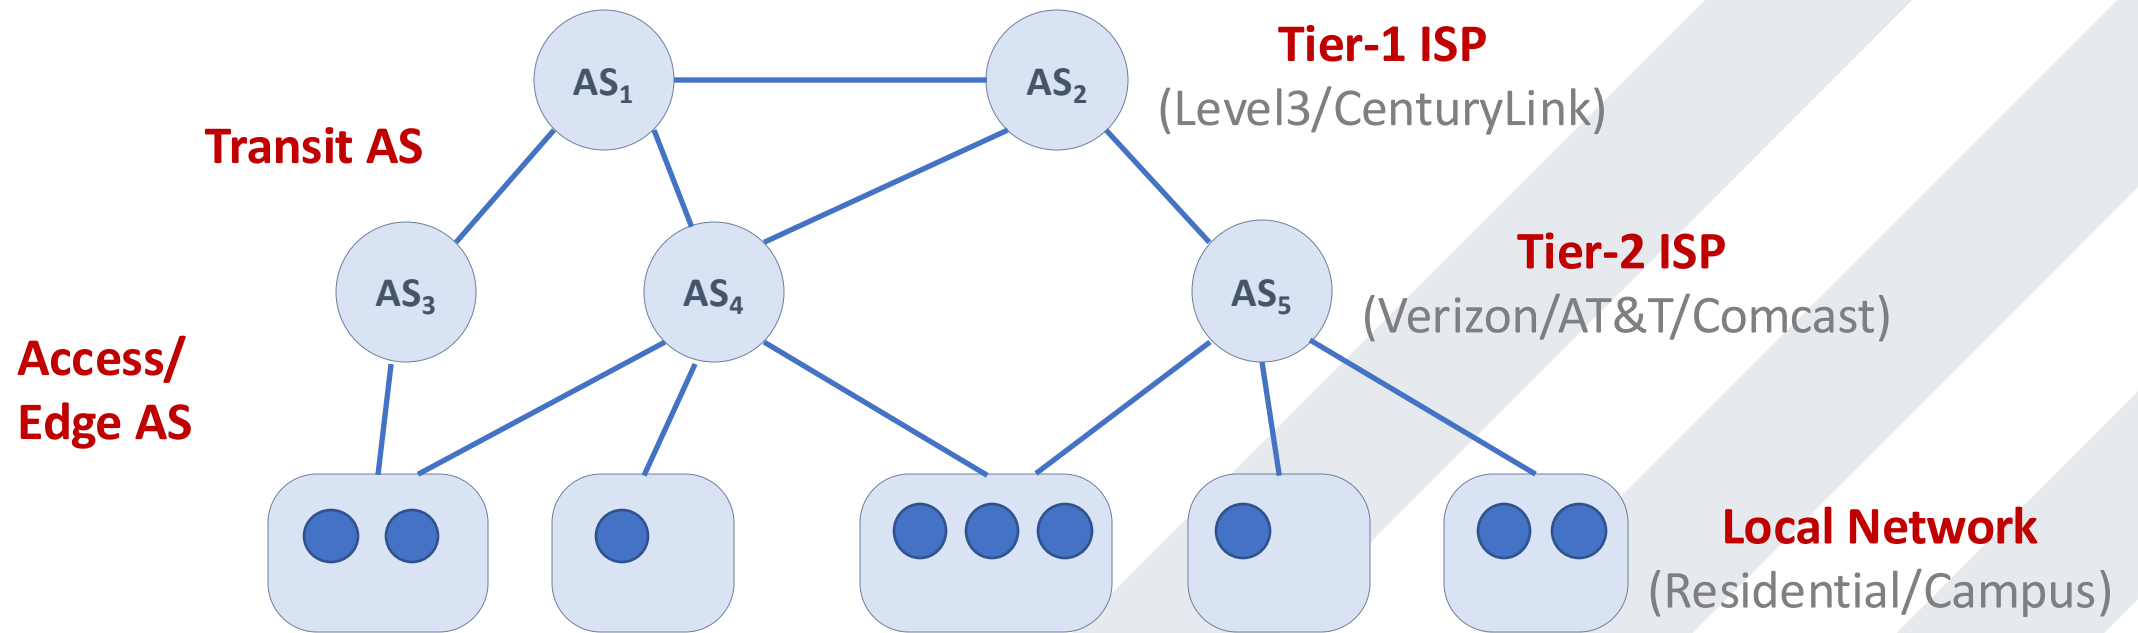 AS₁
AS₂
Tier-1 ISP
(Level3/CenturyLink)
Transit AS
AS₃
AS₄
AS₅
Tier-2 ISP
(Verizon/AT&T/Comcast)
Access/
Edge AS
Local Network
(Residential/Campus)